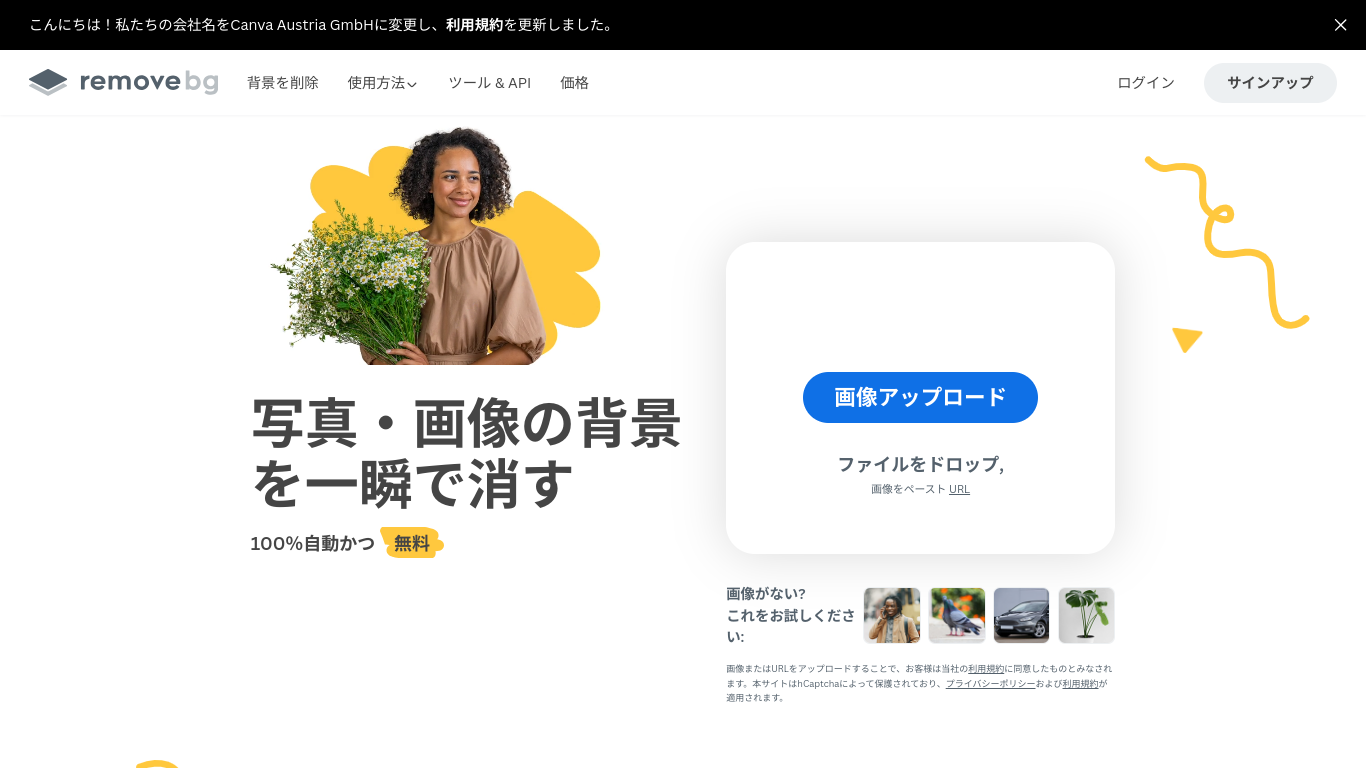 こんにちは！私たちの会社名をCanva Austria GmbHに変更し、利用規約を更新しました。
removebg
背景を削除
使用方法
ツール & API
価格
ログイン
サインアップ
写真・画像の背景
を一瞬で消す
100%自動かつ 無料
画像アップロード
ファイルをドロップ,
画像をペースト URL
画像がない?
これをお試しくださ
い:
画像またはURLをアップロードすることで、お客様は当社の利用規約に同意したものとみなされ
ます。本サイトはhCaptchaによって保護されており、プライバシーポリシーおよび利用規約が
適用されます。